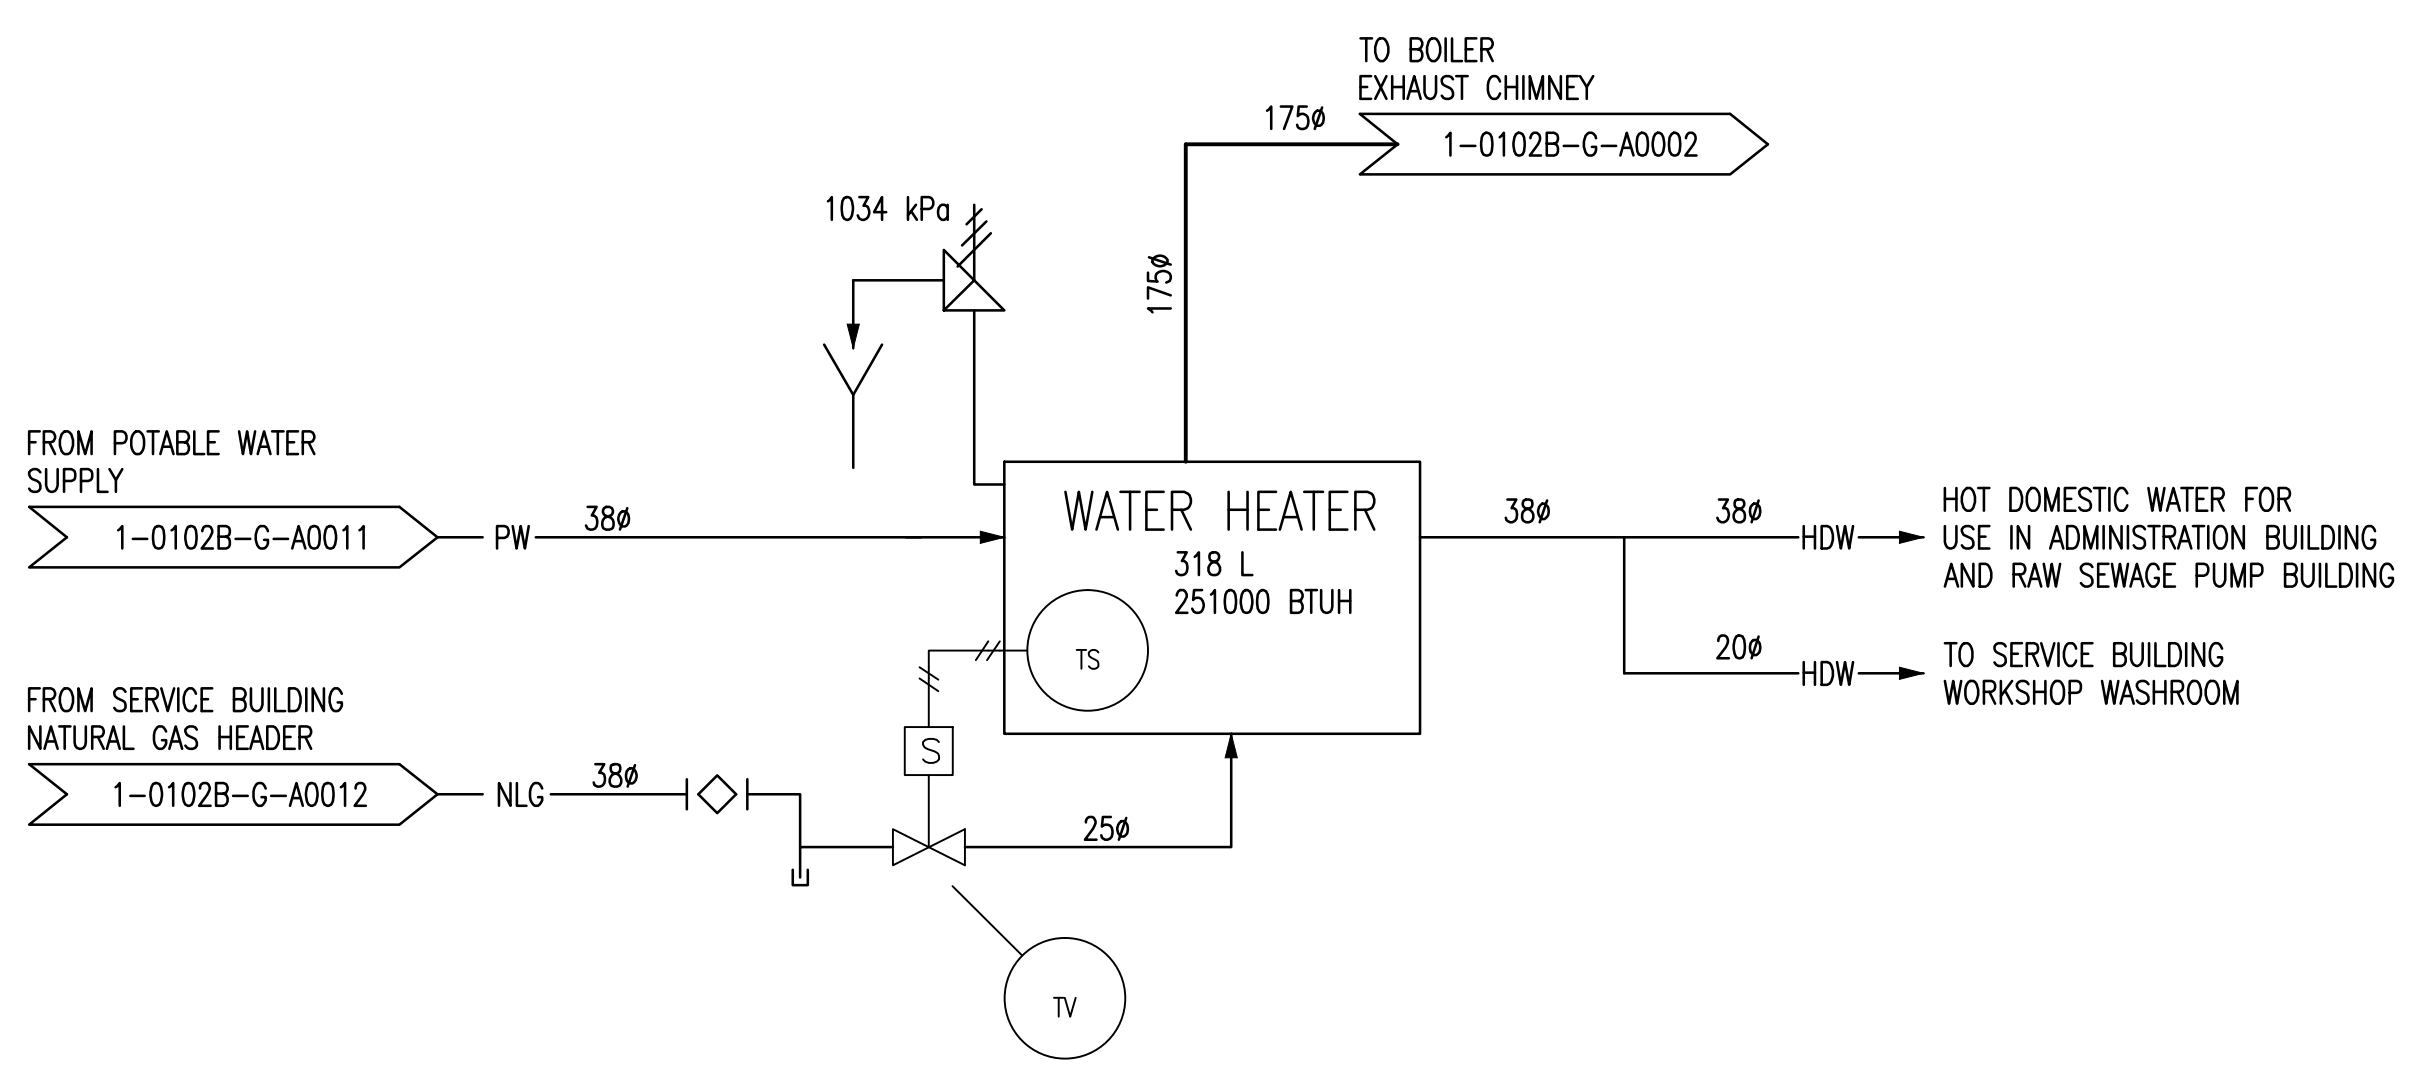 TO BOILER
EXHAUST CHIMNEY
175ø
1-0102B-G-A0002
1034 kPa
175ø
FROM POTABLE WATER
SUPPLY
1-0102B-G-A0011
PW
38ø
WATER HEATER
318 L
251000 BTUH
TS
38ø
38ø
HDW
HOT DOMESTIC WATER FOR
USE IN ADMINISTRATION BUILDING
AND RAW SEWAGE PUMP BUILDING
20ø
HDW
TO SERVICE BUILDING
WORKSHOP WASHROOM
FROM SERVICE BUILDING
NATURAL GAS HEADER
1-0102B-G-A0012
NLG
38ø
S
25ø
TV